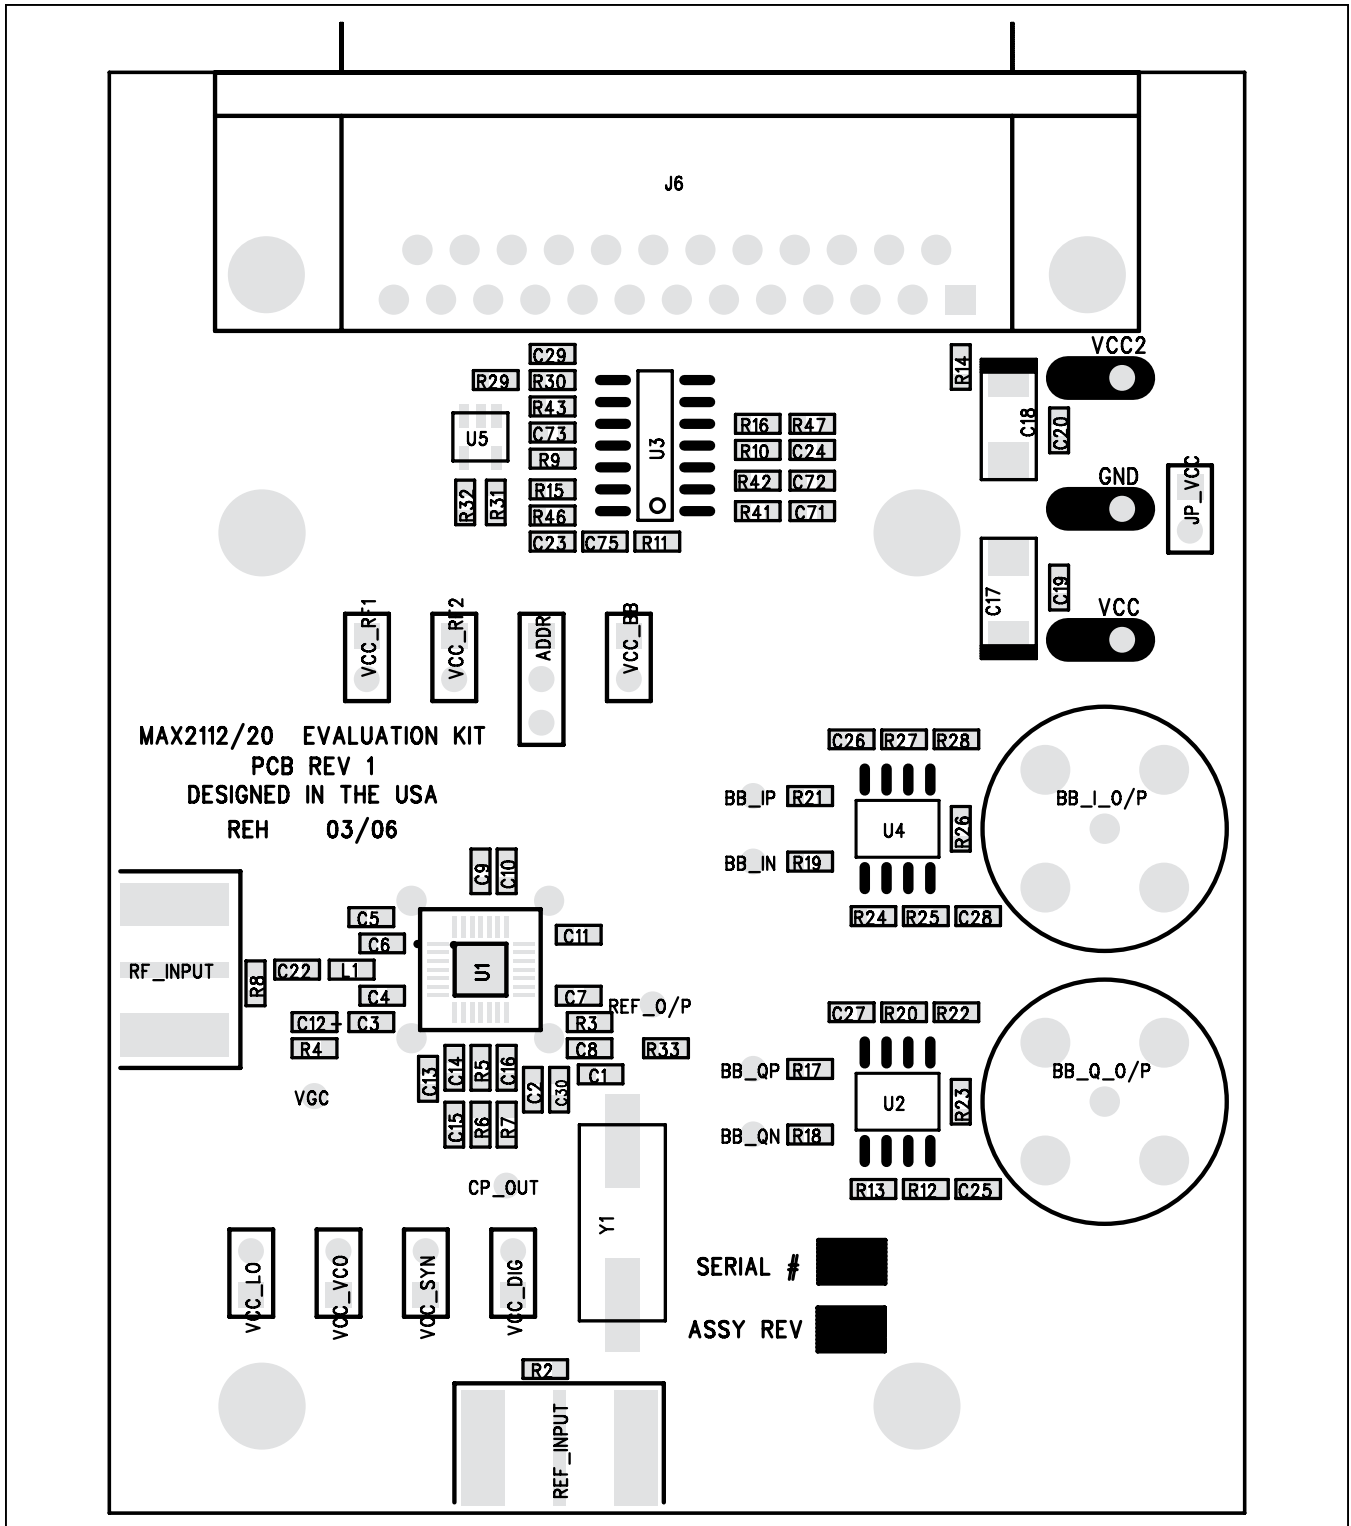 J6
VCC2
C29
R14
R29 R30
R43
C18
U5
C73
R16 R47
C20
U3
R9
R10 C24
GND
R32 R31
R15
R42 C72
JP_VCC
R46
R41 C71
C23 C75 R11
C17
C19
VCC
VCC_RF1
VCC_RF2
ADDR
VCC_BB
MAX2112/20 EVALUATION KIT
PCB REV 1
DESIGNED IN THE USA
REH 03/06
C26 R27 R28
BB_IP R21
BB_I_O/P
U4
R26
BB_IN R19
C9 C10
R24 R25 C28
C5
C6
C11
RF_INPUT
R8
C22 L1
U1
C4
C7
REF_O/P
C12+ C3
R3
C27 R20 R22
R4
C8
R33
C13 C14 R5 C16
C2 C30
C1
BB_QP R17
BB_Q_O/P
VGC
U2
R23
C15 R6 R7
BB_QN R18
CP_OUT
R13 R12 C25
Y1
VCC_LO
VCC_VCO
VCC_SYN
VCC_DIG
SERIAL #
ASSY REV
R2
REF_INPUT